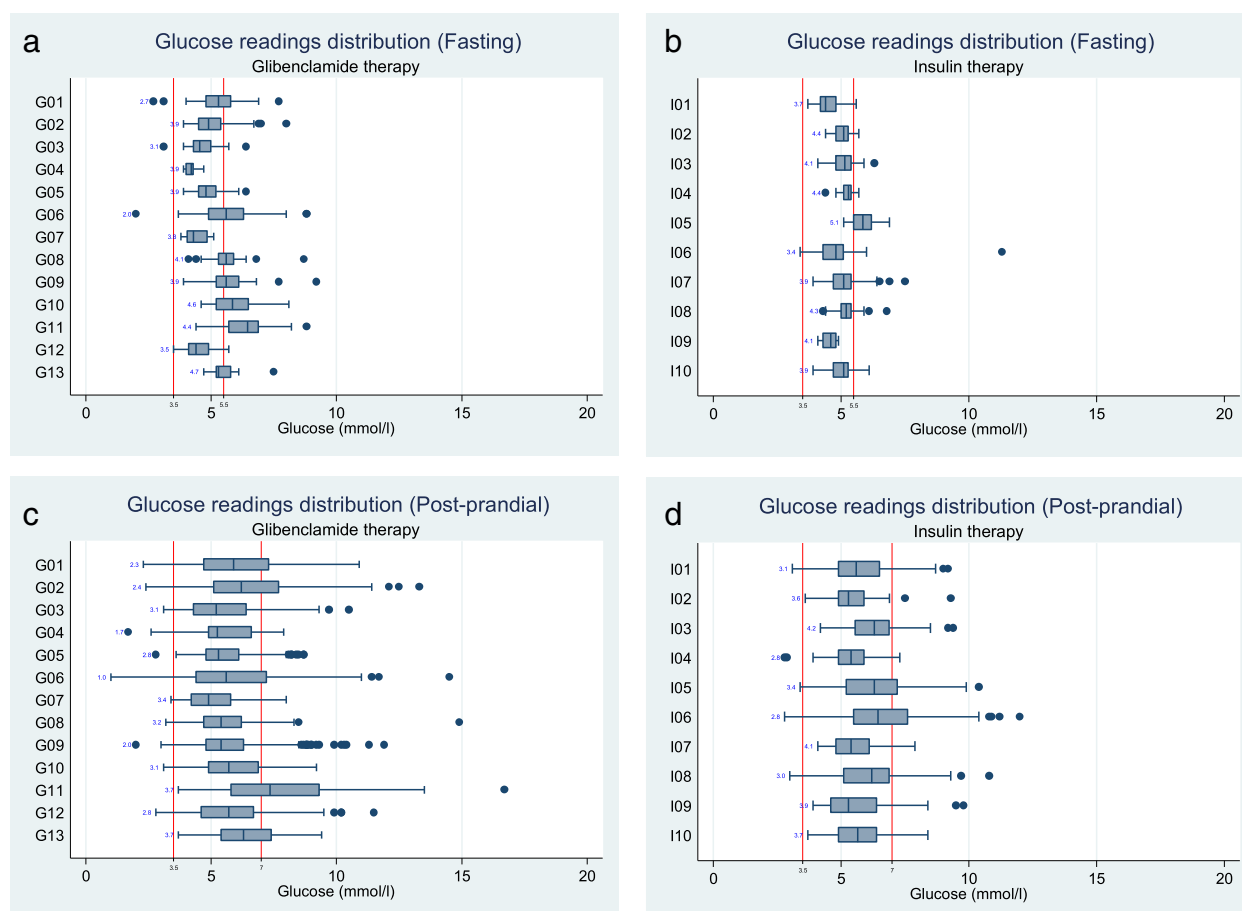 a
Glucose readings distribution (Fasting)
Glibenclamide therapy
G01 2.7
G02 3.9
G03 3.1
G04 3.9
G05 3.9
G06 2.0
G07 3.8
G08 4.1
G09 3.9
G10 4.6
G11 4.4
G12 3.5
G13 4.7
3.5 5.5
0 5 10 15 20
Glucose (mmol/l)
b
Glucose readings distribution (Fasting)
Insulin therapy
I01 3.7
I02 4.4
I03 4.1
I04 4.4
I05 5.1
I06 3.4
I07 3.9
I08 4.3
I09 4.1
I10 3.9
3.5 5.5
0 5 10 15 20
Glucose (mmol/l)
c
Glucose readings distribution (Post-prandial)
Glibenclamide therapy
G01 2.3
G02 2.4
G03 3.1
G04 1.7
G05 2.8
G06 1.0
G07 3.4
G08 3.2
G09 2.0
G10 3.1
G11 3.7
G12 2.8
G13 3.7
3.5 7
0 5 10 15 20
Glucose (mmol/l)
d
Glucose readings distribution (Post-prandial)
Insulin therapy
I01 3.1
I02 3.6
I03 4.2
I04 2.8
I05 3.4
I06 2.8
I07 4.1
I08 3.0
I09 3.9
I10 3.7
3.5 7
0 5 10 15 20
Glucose (mmol/l)